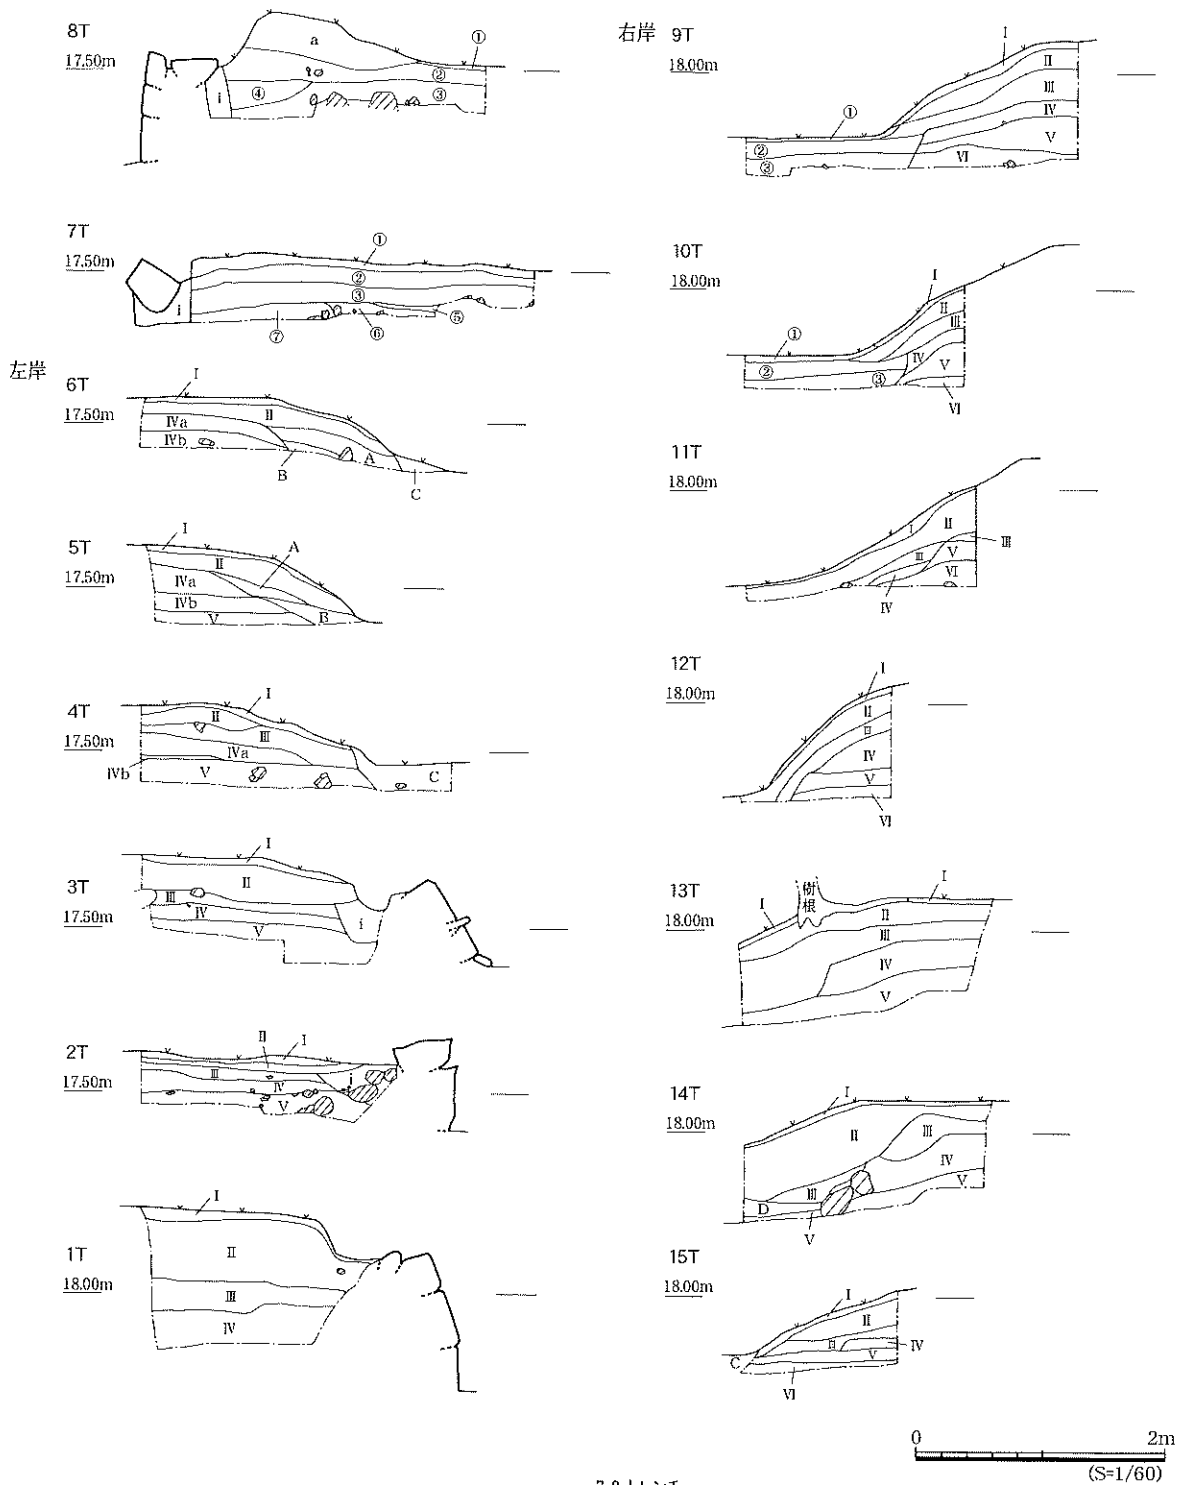 8T
17.50m
a
①
②
③
④
i
7T
17.50m
①
②
③
i
⑦
⑥
⑤
左岸
6T
17.50m
I
II
IVa
IVb
A
B
C
5T
17.50m
I
A
II
IVa
IVb
V
B
4T
17.50m
I
II
III
IVa
IVb
V
C
3T
17.50m
I
II
III
IV
V
i
2T
17.50m
II
I
III
IV
V
1T
18.00m
I
II
III
IV
右岸
9T
18.00m
I
II
III
IV
V
VI
①
②
③
10T
18.00m
I
II
III
IV
V
VI
①
②
③
11T
18.00m
I
II
III
III
V
VI
IV
12T
18.00m
I
II
III
IV
V
VI
13T
18.00m
樹根
I
I
II
III
IV
V
14T
18.00m
I
II
III
IV
III
V
D
V
15T
18.00m
I
II
III
IV
V
C
VI
0 2m
(S=1/60)